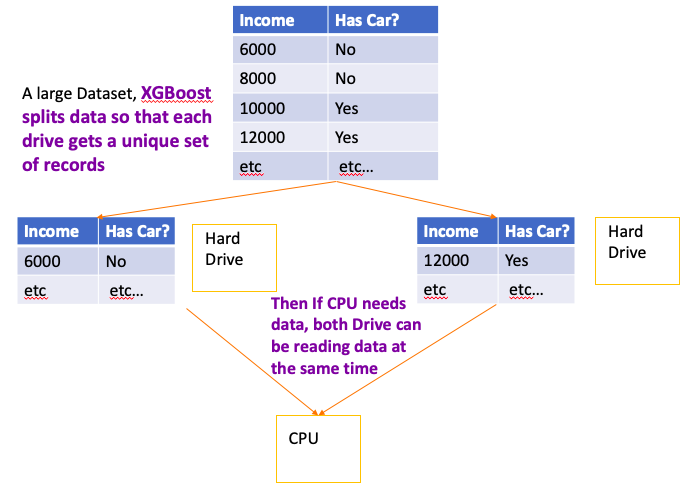 Income Has Car?
6000 No
8000 No
10000 Yes
12000 Yes
etc etc...
A large Dataset, XGBoost
splits data so that each
drive gets a unique set
of records
Income Has Car?
6000 No
etc etc...
Hard
Drive
Income Has Car?
12000 Yes
etc etc...
Hard
Drive
Then If CPU needs
data, both Drive can
be reading data at
the same time
CPU